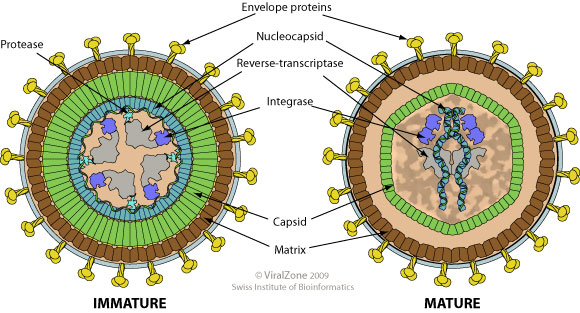 Envelope proteins
Protease
Nucleocapsid
Reverse-transcriptase
Integrase
Capsid
Matrix
© ViralZone 2009
Swiss Institute of Bioinformatics
IMMATURE
MATURE